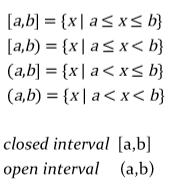 [a,b] = {x| a ≤ x ≤ b}
[a,b) = {x| a ≤ x < b}
(a,b] = {x| a < x ≤ b}
(a,b) = {x| a < x < b}
closed interval [a,b]
open interval (a,b)